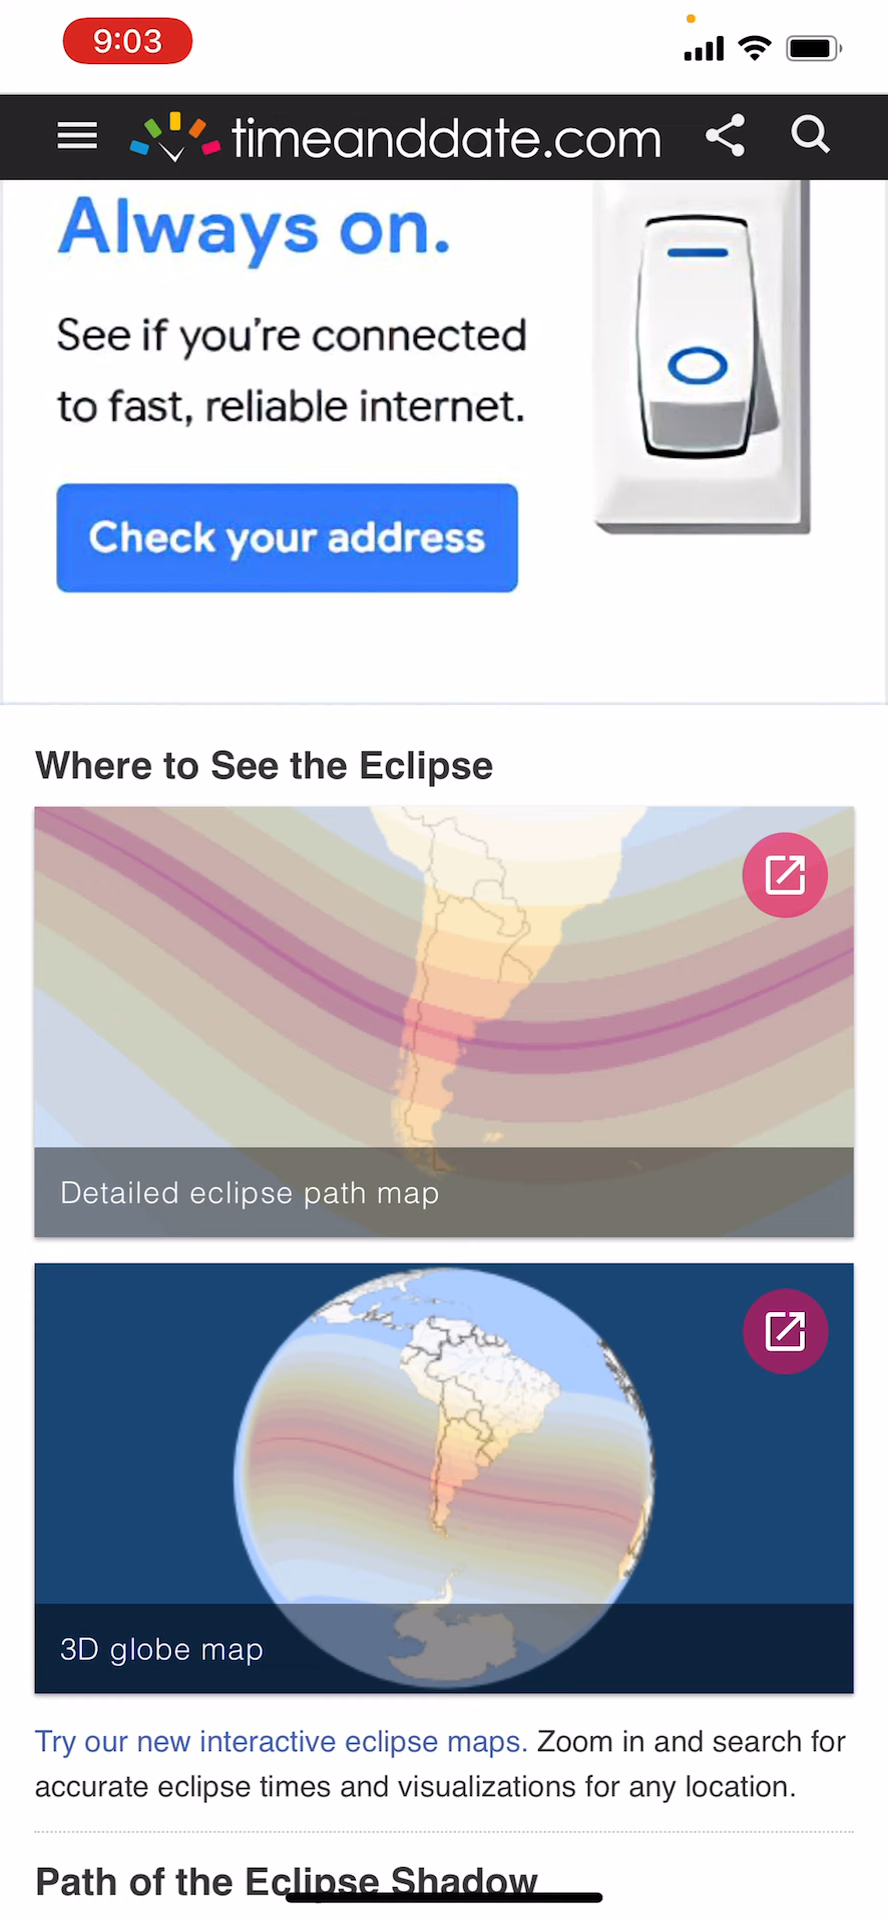 9:03
timeanddate.com
Always on.
See if you're connected
to fast, reliable internet.
Check your address
Where to See the Eclipse
Detailed eclipse path map
3D globe map
Try our new interactive eclipse maps. Zoom in and search for
accurate eclipse times and visualizations for any location.
Path of the Eclipse Shadow